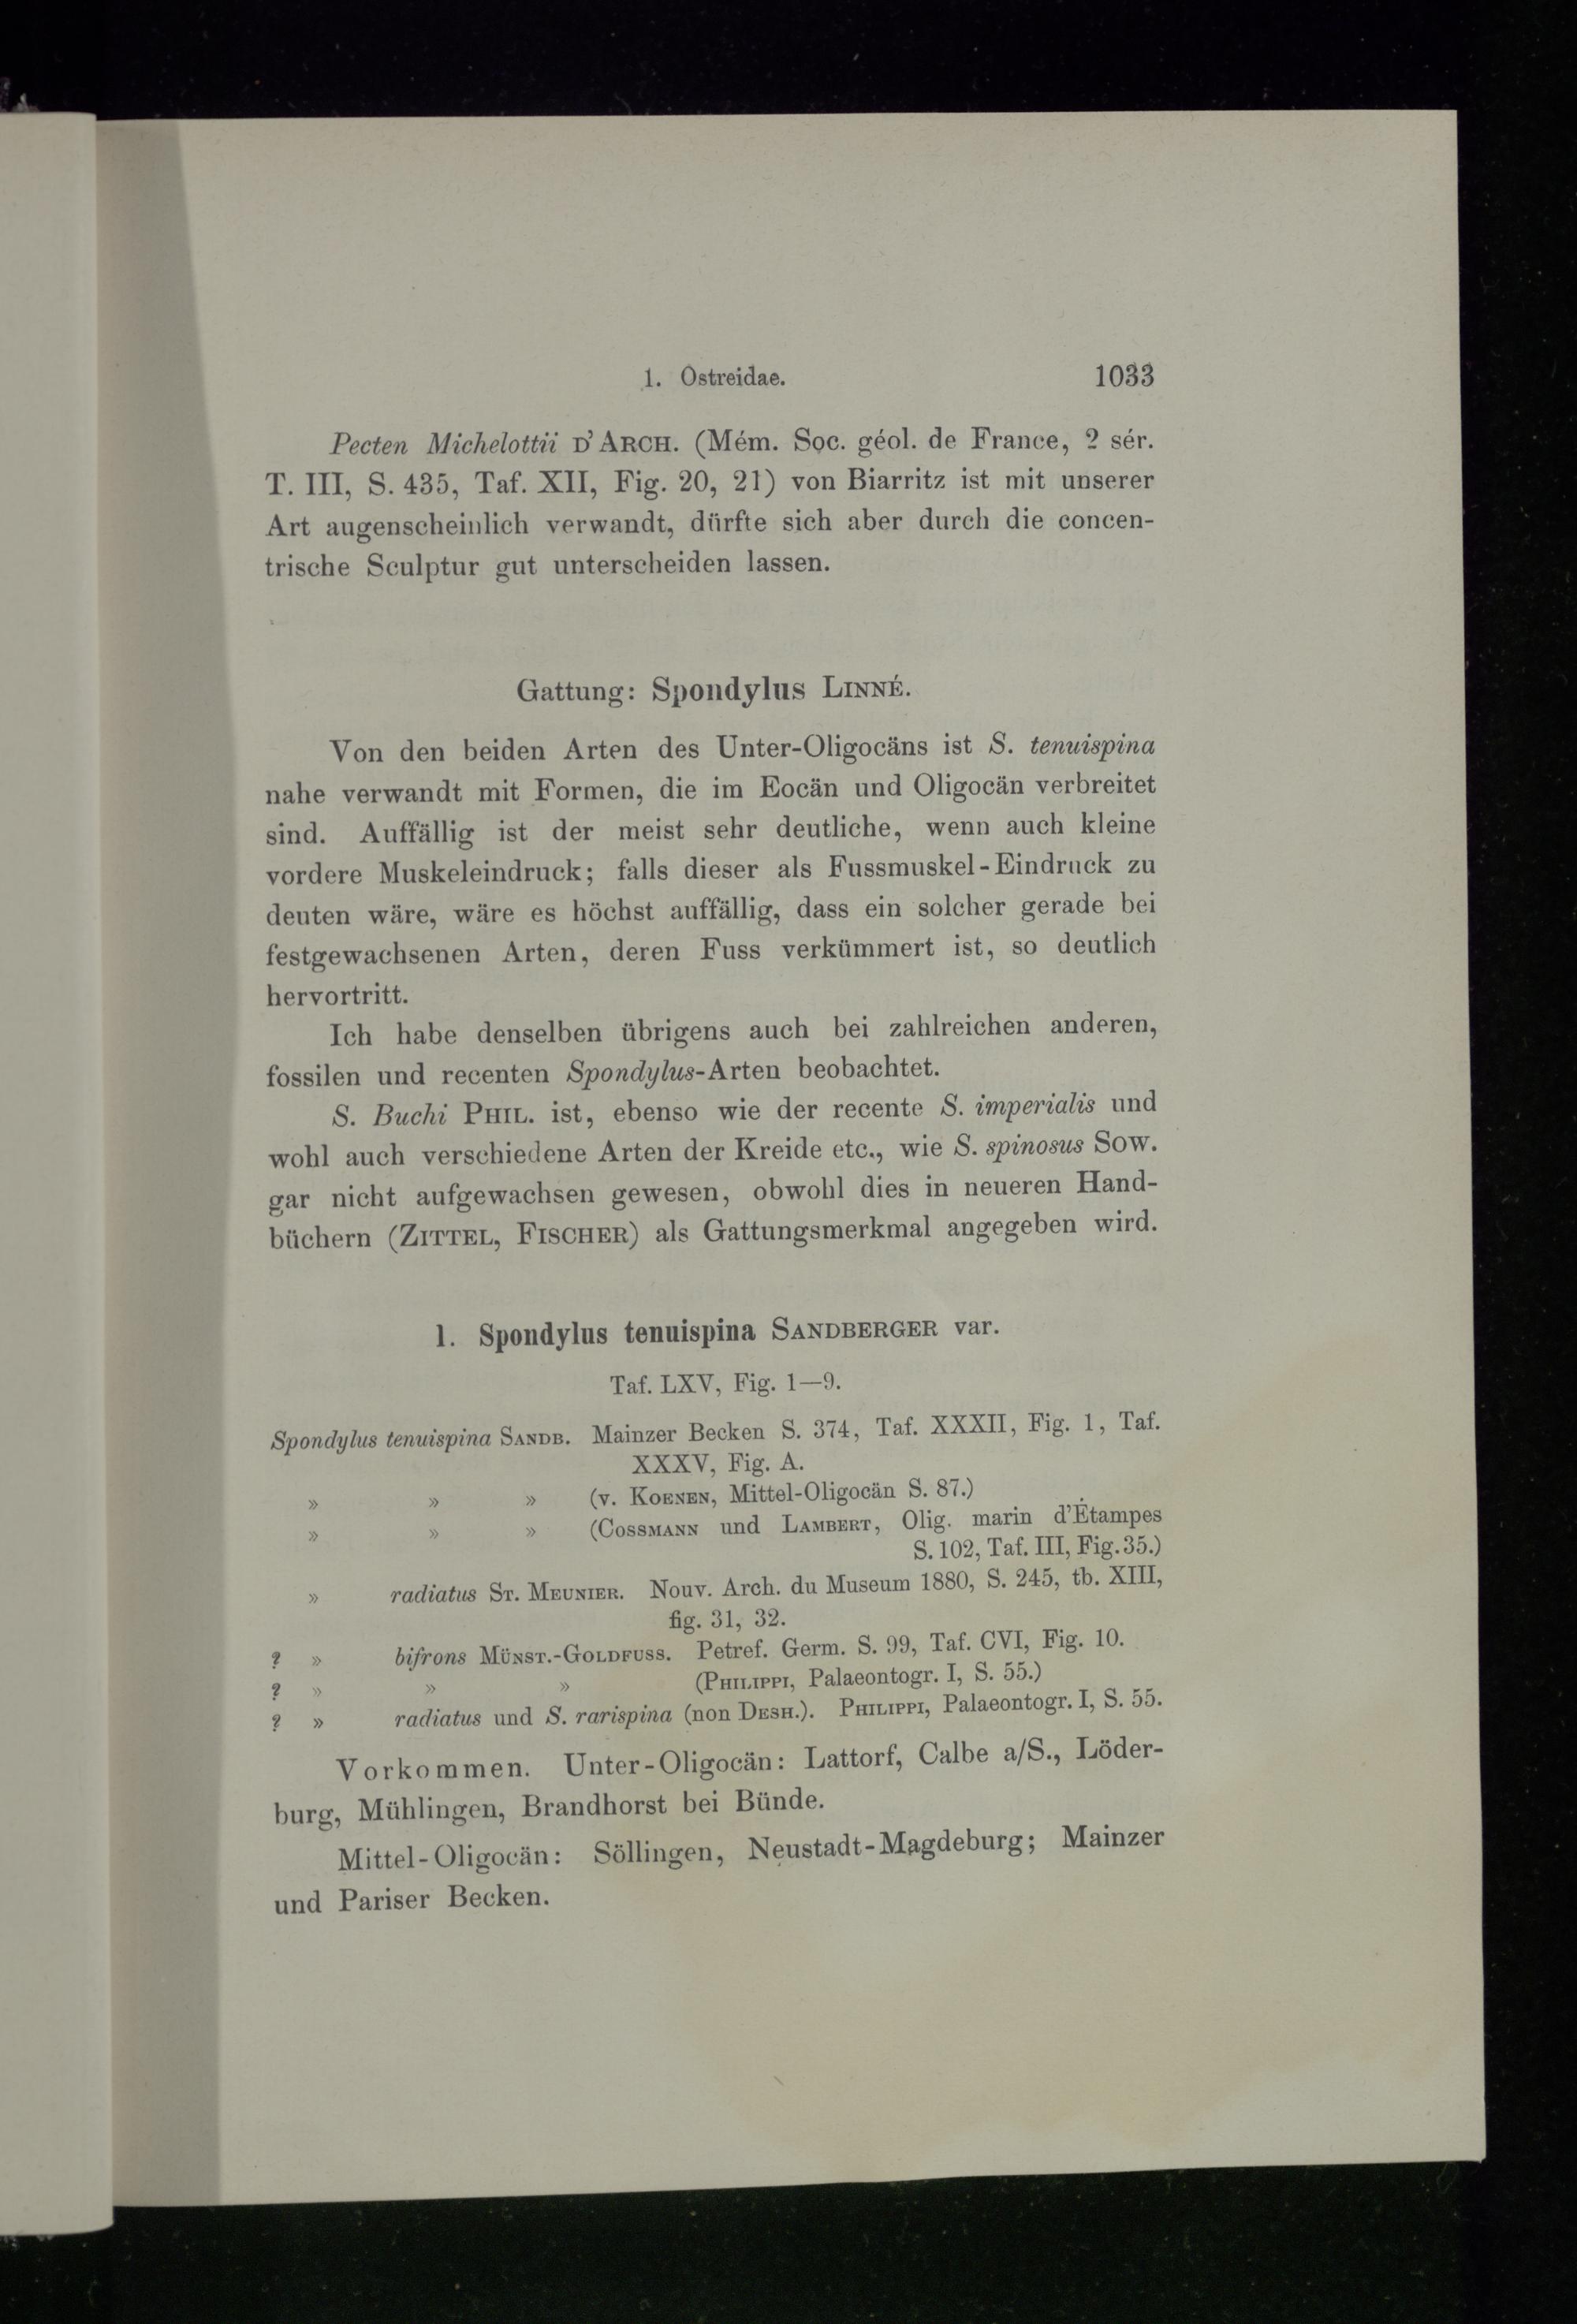 1. Ostreidae. 1033
Pecten Michelottii D'ARCH. (Mém. Soc. géol. de France, 2 sér.
T. III, S. 435, Taf. XII, Fig. 20, 21) von Biarritz ist mit unserer
Art augenscheinlich verwandt, dürfte sich aber durch die concen-
trische Sculptur gut unterscheiden lassen.
Gattung: Spondylus LINNÉ.
Von den beiden Arten des Unter-Oligocäns ist S. tenuispina
nahe verwandt mit Formen, die im Eocän und Oligocän verbreitet
sind. Auffällig ist der meist sehr deutliche, wenn auch kleine
vordere Muskeleindruck; falls dieser als Fussmuskel-Eindruck zu
deuten wäre, wäre es höchst auffällig, dass ein solcher gerade bei
festgewachsenen Arten, deren Fuss verkümmert ist, so deutlich
hervortritt.
Ich habe denselben übrigens auch bei zahlreichen anderen,
fossilen und recenten Spondylus-Arten beobachtet.
S. Buchi PHIL. ist, ebenso wie der recente S. imperialis und
wohl auch verschiedene Arten der Kreide etc., wie S. spinosus SOW.
gar nicht aufgewachsen gewesen, obwohl dies in neueren Hand-
büchern (ZITTEL, FISCHER) als Gattungsmerkmal angegeben wird.
1. Spondylus tenuispina SANDBERGER var.
Taf. LXV, Fig. 1—9.
Spondylus tenuispina SANDB. Mainzer Becken S. 374, Taf. XXXII, Fig. 1, Taf.
XXXV, Fig. A.
» » » (v. KOENEN, Mittel-Oligocän S. 87.)
» » » (COSSMANN und LAMBERT, Olig. marin d'Étampes
S. 102, Taf. III, Fig. 35.)
» radiatus ST. MEUNIER. Nouv. Arch. du Museum 1880, S. 245, tb. XIII,
fig. 31, 32.
? » bifrons MÜNST.-GOLDFUSS. Petref. Germ. S. 99, Taf. CVI, Fig. 10.
? » » » (PHILIPPI, Palaeontogr. I, S. 55.)
? » radiatus und S. rarispina (non DESH.). PHILIPPI, Palaeontogr. I, S. 55.
Vorkommen. Unter-Oligocän: Lattorf, Calbe a/S., Löder-
burg, Mühlingen, Brandhorst bei Bünde.
Mittel-Oligocän: Söllingen, Neustadt-Magdeburg; Mainzer
und Pariser Becken.